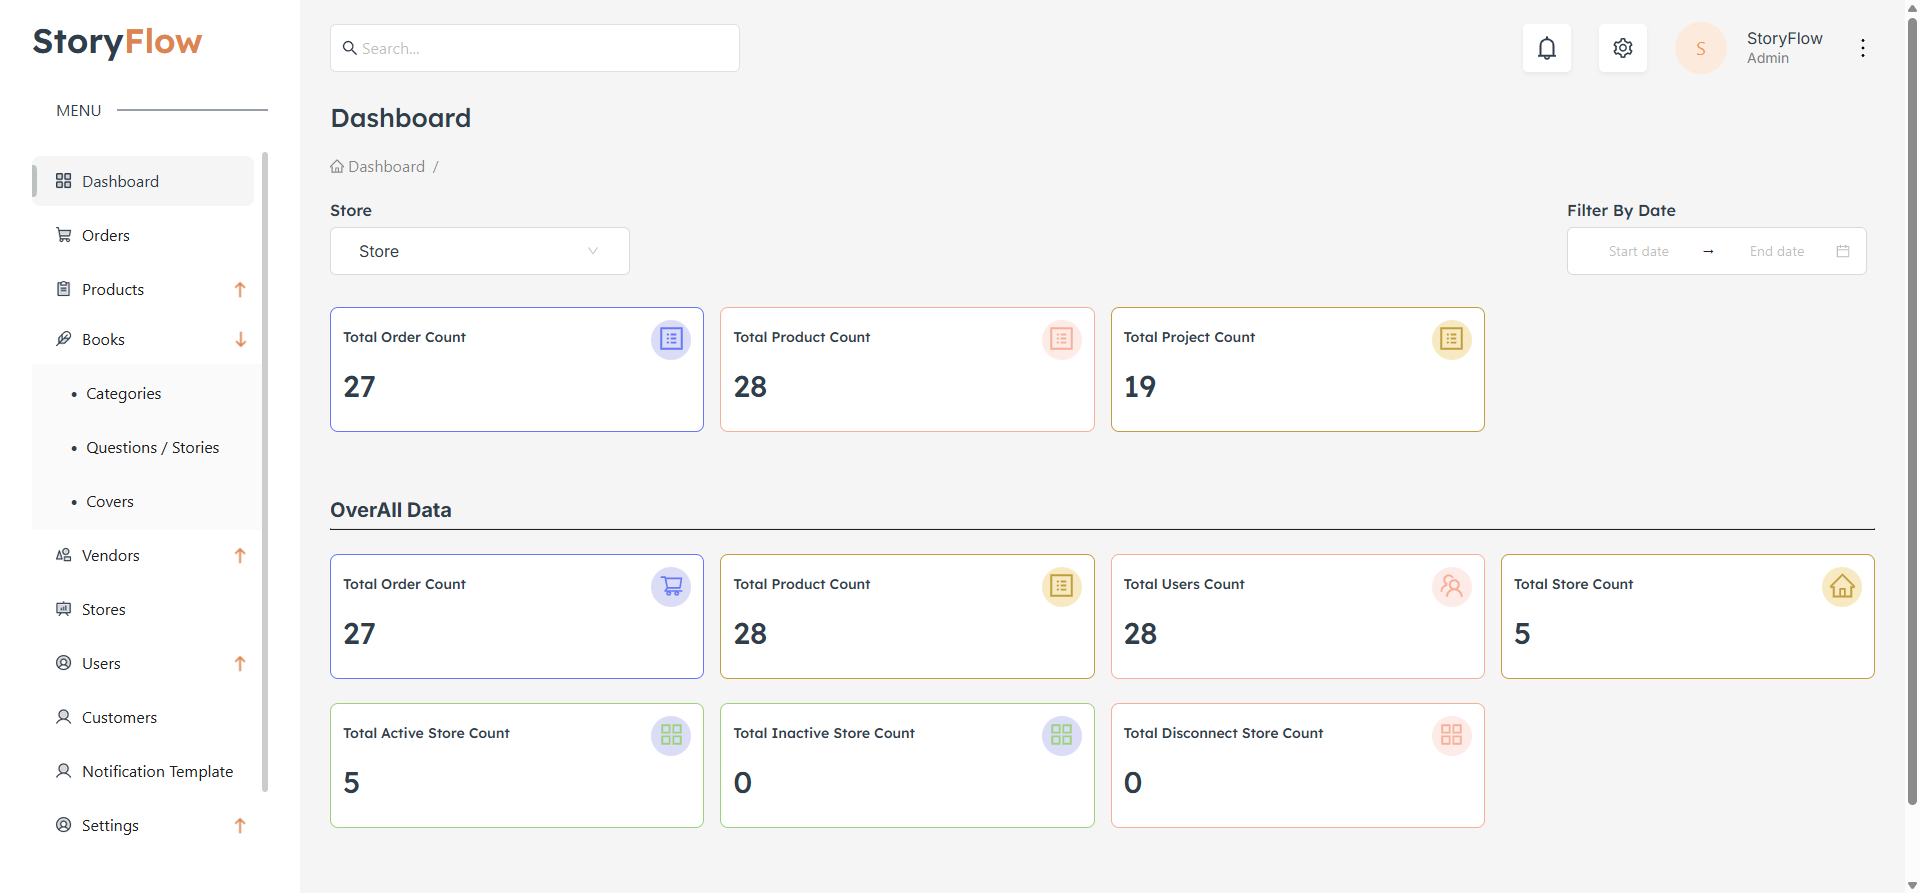 StoryFlow
MENU
Dashboard
Orders
Products
Books
Categories
Questions / Stories
Covers
Vendors
Stores
Users
Customers
Notification Template
Settings
Search...
S
StoryFlow
Admin
Dashboard
Dashboard /
Store
Store
Filter By Date
Start date → End date
Total Order Count
27
Total Product Count
28
Total Project Count
19
OverAll Data
Total Order Count
27
Total Product Count
28
Total Users Count
28
Total Store Count
5
Total Active Store Count
5
Total Inactive Store Count
0
Total Disconnect Store Count
0